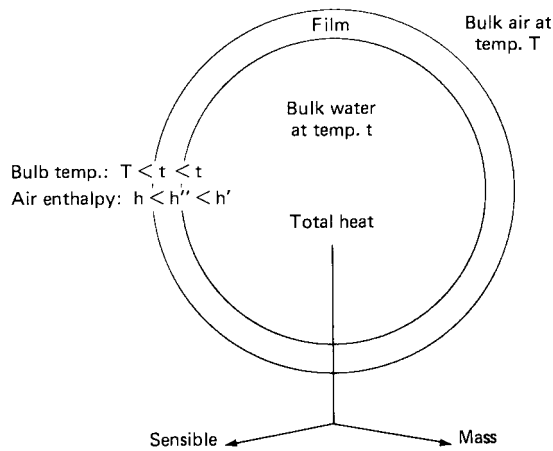 Film
Bulk air at
temp. T
Bulk water
at temp. t
Bulb temp.: T < t < t
Air enthalpy: h < h'' < h'
Total heat
Sensible
Mass